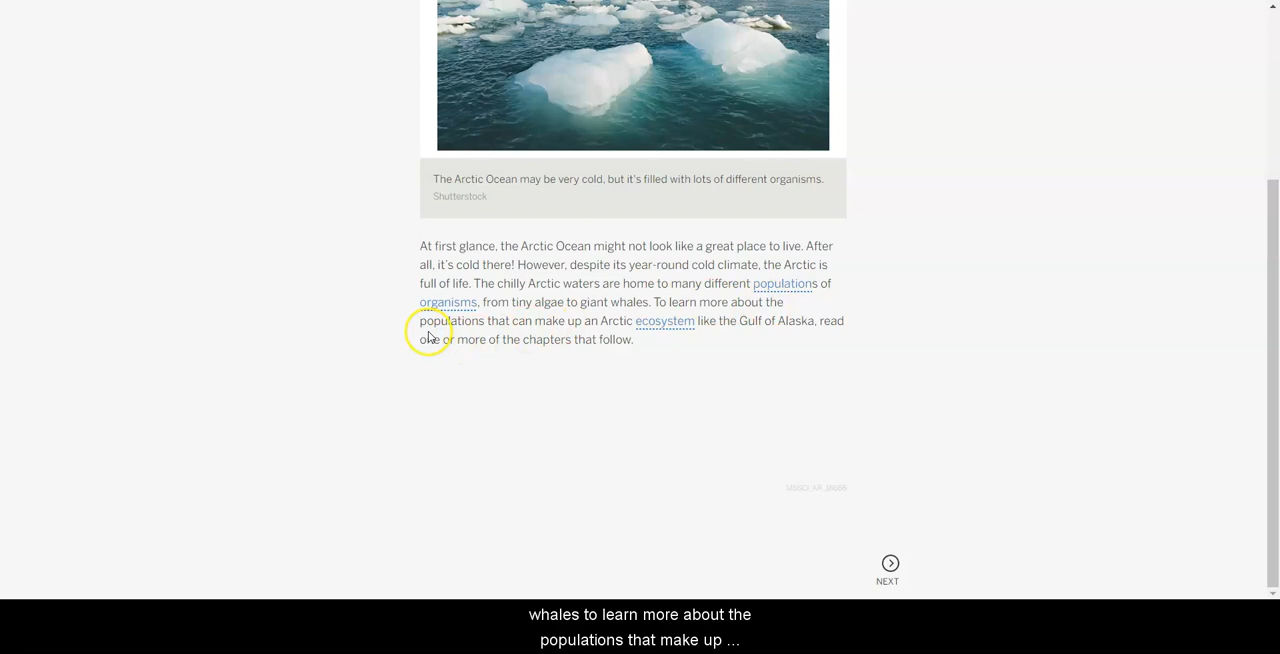 The Arctic Ocean may be very cold, but it's filled with lots of different organisms.
Shutterstock
At first glance, the Arctic Ocean might not look like a great place to live. After
all, it's cold there! However, despite its year-round cold climate, the Arctic is
full of life. The chilly Arctic waters are home to many different populations of
organisms, from tiny algae to giant whales. To learn more about the
populations that can make up an Arctic ecosystem like the Gulf of Alaska, read
one or more of the chapters that follow.
NEXT
whales to learn more about the
populations that make up ...